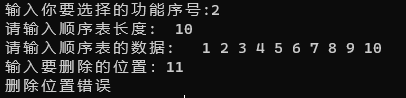 输入你要选择的功能序号:2
请输入顺序表长度:  10
请输入顺序表的数据:   1 2 3 4 5 6 7 8 9 10
输入要删除的位置: 11
删除位置错误